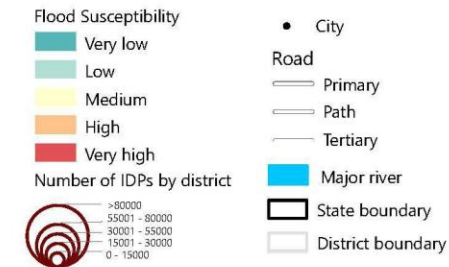 Flood Susceptibility
Very low
Low
Medium
High
Very high
Number of IDPs by district
>80000
55001 - 80000
30001 - 55000
15001 - 30000
0 - 15000
City
Road
Primary
Path
Tertiary
Major river
State boundary
District boundary